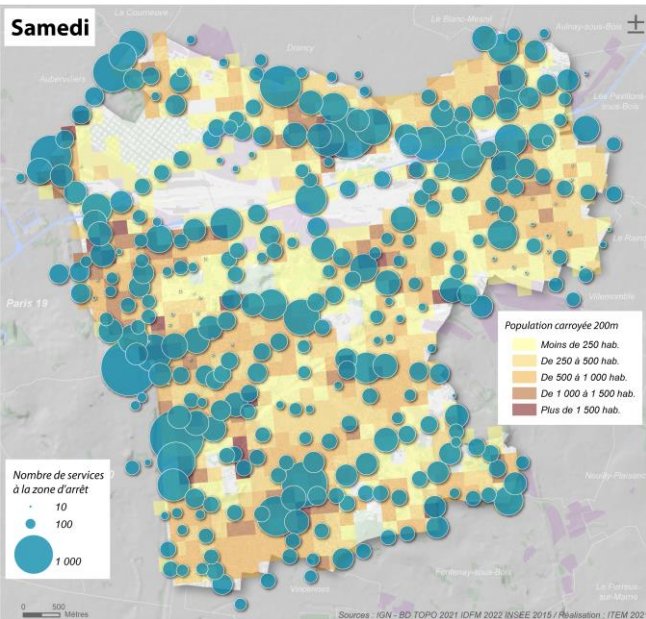 Samedi
La Courneuve
Le Blanc-Mesnil
Aulnay-sous-Bois
Drancy
Aubervilliers
Les Pavillons-
sous-Bois
Le Raincy
Paris 19
Villemomble
Population carroyée 200m
Moins de 250 hab.
De 250 à 500 hab.
De 500 à 1 000 hab.
De 1 000 à 1 500 hab.
Plus de 1 500 hab.
Nombre de services
à la zone d'arrêt
10
100
1 000
Neuilly-Plaisance
Fontenay-sous-Bois
Vincennes
0 500
Mètres
Sources : IGN - BD TOPO 2021 IDFM 2022 INSEE 2015 / Réalisation : ITEM